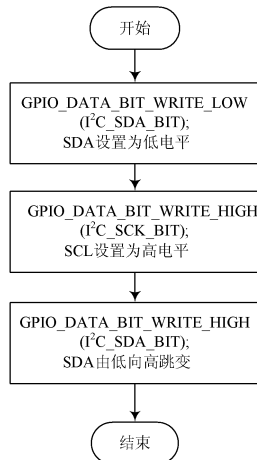 开始
GPIO_DATA_BIT_WRITE_LOW
(I²C_SDA_BIT);
SDA设置为低电平
GPIO_DATA_BIT_WRITE_HIGH
(I²C_SCK_BIT);
SCL设置为高电平
GPIO_DATA_BIT_WRITE_HIGH
(I²C_SDA_BIT);
SDA由低向高跳变
结束